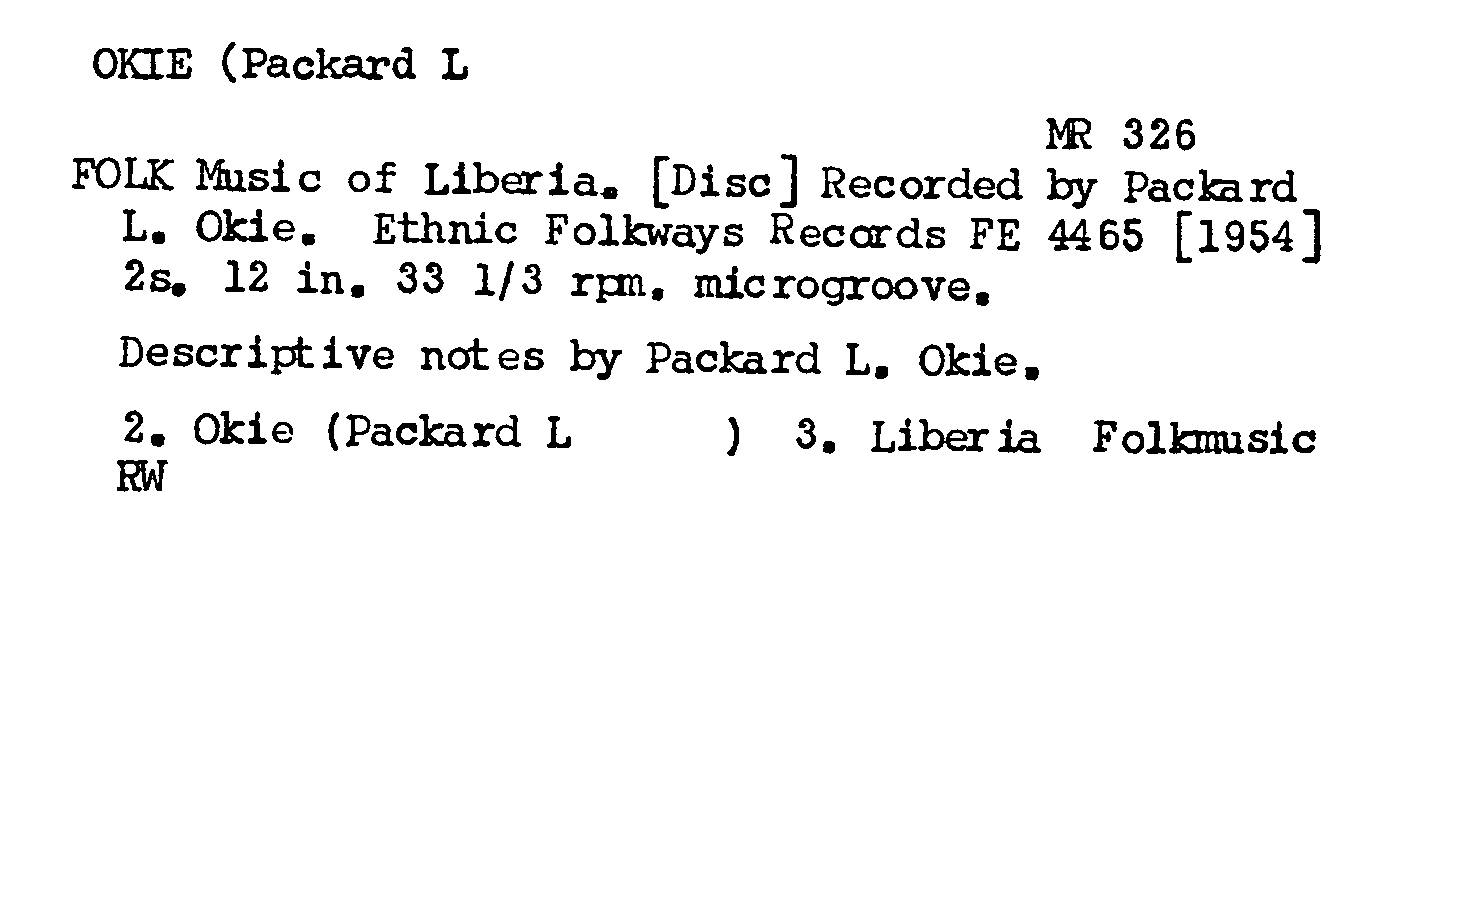 OKIE (Packard L
MR 326
FOLK Music of Liberia. [Disc] Recorded by Packard
L. Okie. Ethnic Folkways Records FE 4465 [1954]
2s. 12 in. 33 1/3 rpm. microgroove.
Descriptive notes by Packard L. Okie.
2. Okie (Packard L ) 3. Liberia Folkmusic
RW